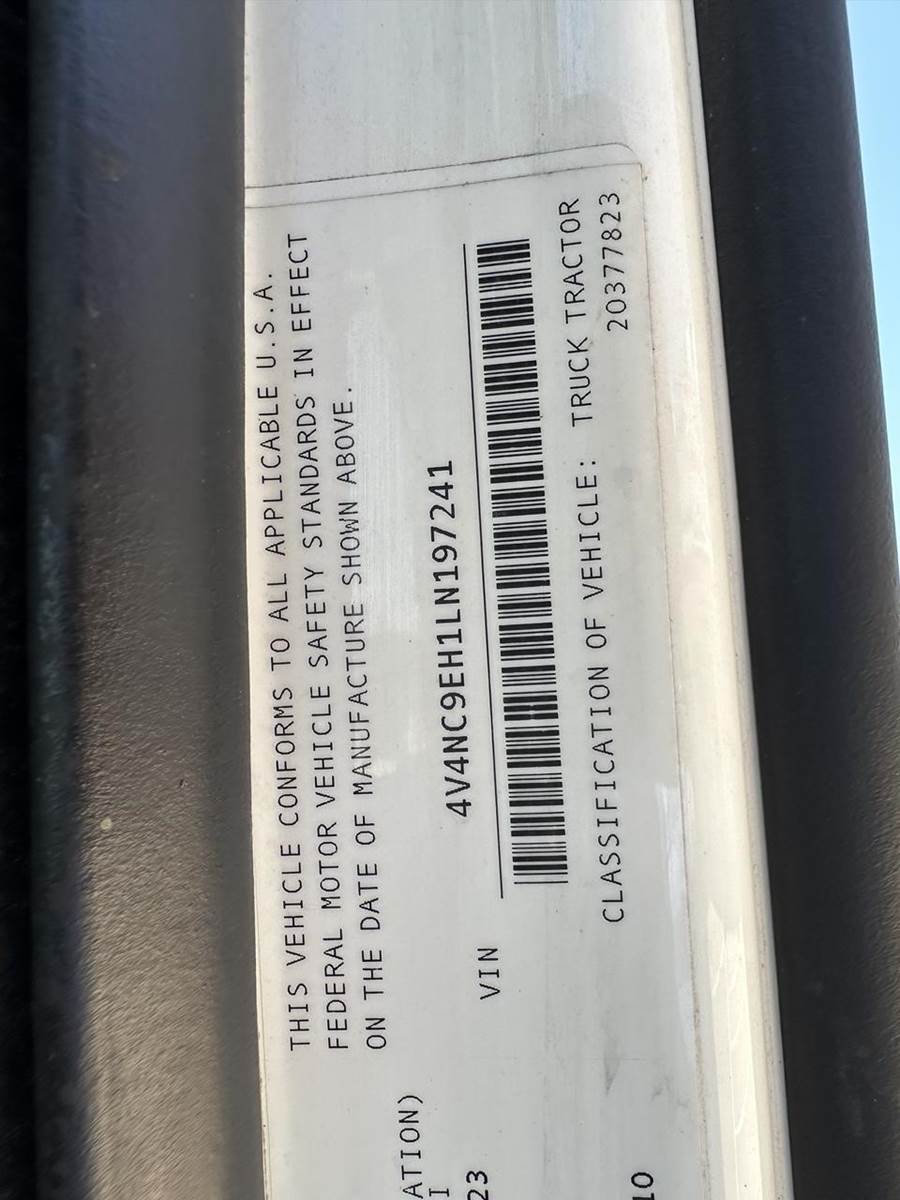 THIS VEHICLE CONFORMS TO ALL APPLICABLE U.S.A.
FEDERAL MOTOR VEHICLE SAFETY STANDARDS IN EFFECT
ON THE DATE OF MANUFACTURE SHOWN ABOVE.
ATION)
I
23
4V4NC9EH1LN197241
VIN
CLASSIFICATION OF VEHICLE: TRUCK TRACTOR
20377823
10